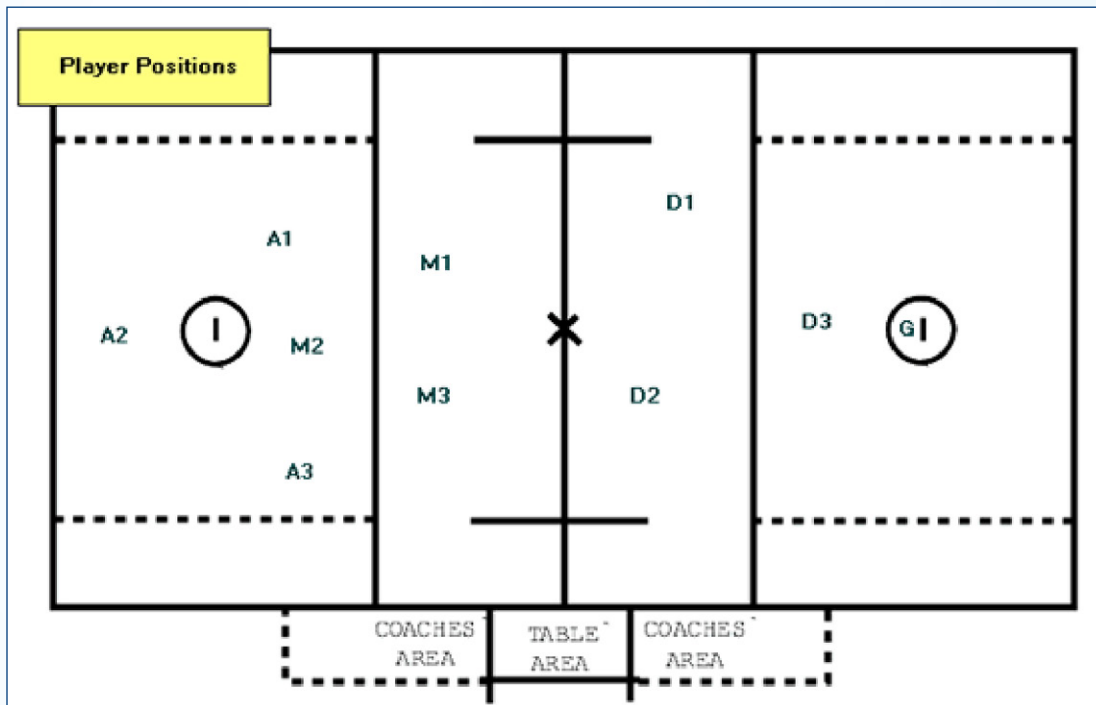 Player Positions
D1
A1
M1
A2
M2
D3
G
M3
D2
A3
COACHES` TABLE` COACHES`
AREA AREA AREA